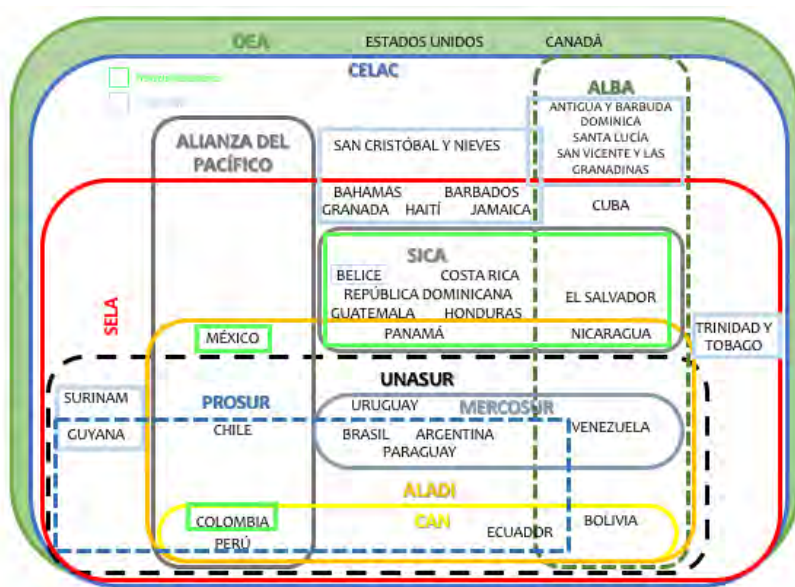 OEA ESTADOS UNIDOS CANADÁ
CELAC
ALBA
ANTIGUA Y BARBUDA
DOMINICA
SANTA LUCÍA
SAN VICENTE Y LAS
GRANADINAS
ALIANZA DEL
PACÍFICO
SAN CRISTÓBAL Y NIEVES
BAHAMAS BARBADOS
GRANADA HAITÍ JAMAICA
CUBA
SICA
BELICE COSTA RICA
REPÚBLICA DOMINICANA
EL SALVADOR
GUATEMALA HONDURAS
SELA
MÉXICO
PANAMÁ
NICARAGUA
TRINIDAD Y
TOBAGO
UNASUR
SURINAM
PROSUR
URUGUAY MERCOSUR
GUYANA
CHILE
BRASIL ARGENTINA
VENEZUELA
PARAGUAY
ALADI
COLOMBIA
CAN
ECUADOR
BOLIVIA
PERÚ